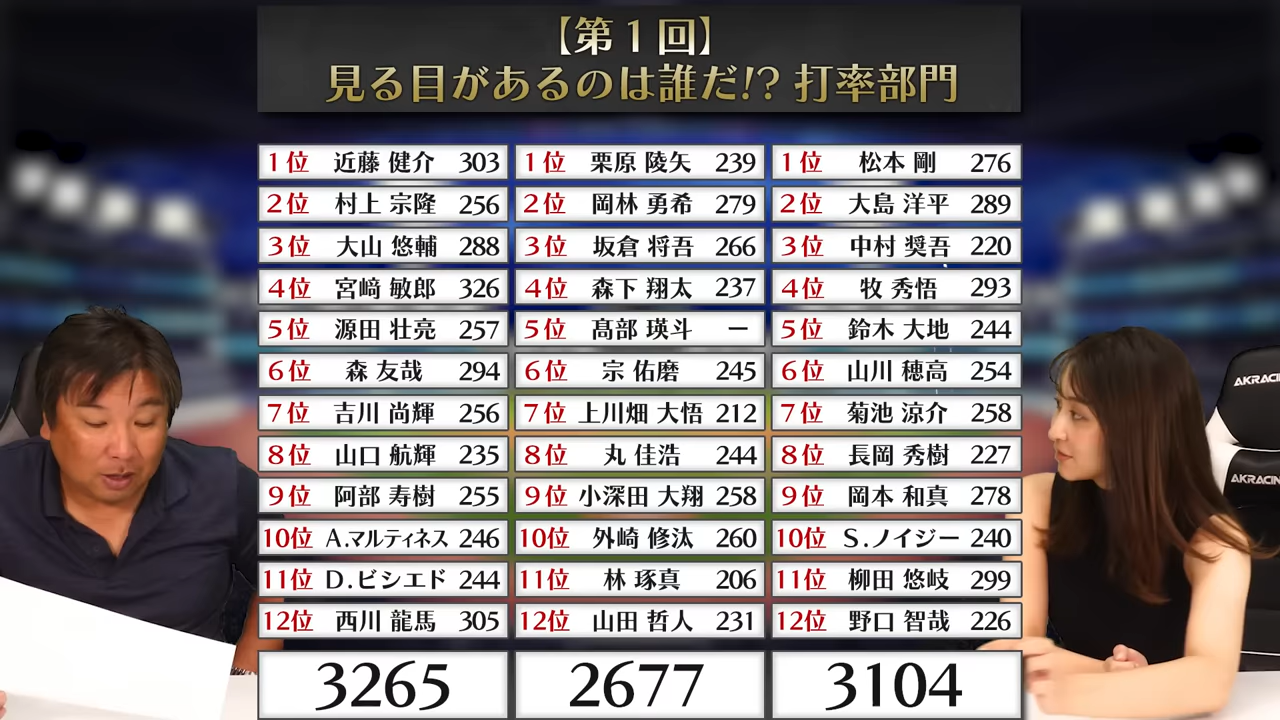 【第1回】
見る目があるのは誰だ!? 打率部門
1位 近藤 健介 303
2位 村上 宗隆 256
3位 大山 悠輔 288
4位 宮﨑 敏郎 326
5位 源田 壮亮 257
6位 森 友哉 294
7位 吉川 尚輝 256
8位 山口 航輝 235
9位 阿部 寿樹 255
10位 A.マルティネス 246
11位 D.ビシエド 244
12位 西川 龍馬 305
3265
1位 栗原 陵矢 239
2位 岡林 勇希 279
3位 坂倉 将吾 266
4位 森下 翔太 237
5位 髙部 瑛斗 ー
6位 宗 佑磨 245
7位 上川畑 大悟 212
8位 丸 佳浩 244
9位 小深田 大翔 258
10位 外崎 修汰 260
11位 林 琢真 206
12位 山田 哲人 231
2677
1位 松本 剛 276
2位 大島 洋平 289
3位 中村 奨吾 220
4位 牧 秀悟 293
5位 鈴木 大地 244
6位 山川 穂高 254
7位 菊池 涼介 258
8位 長岡 秀樹 227
9位 岡本 和真 278
10位 S.ノイジー 240
11位 柳田 悠岐 299
12位 野口 智哉 226
3104
AKRACIN
AKRACIN